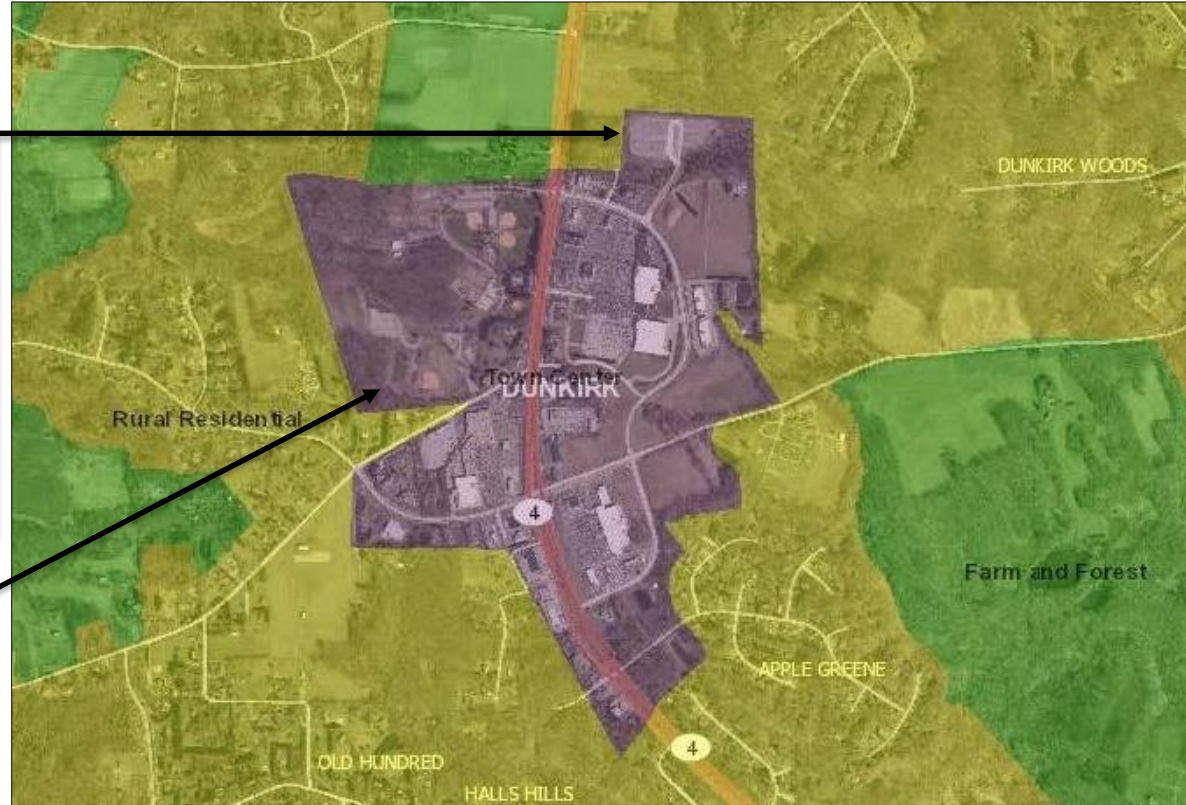 DUNKIRK WOODS
Town Center
DUNKIRK
Rural Residential
4
Farm and Forest
APPLE GREENE
4
OLD HUNDRED
HALLS HILLS